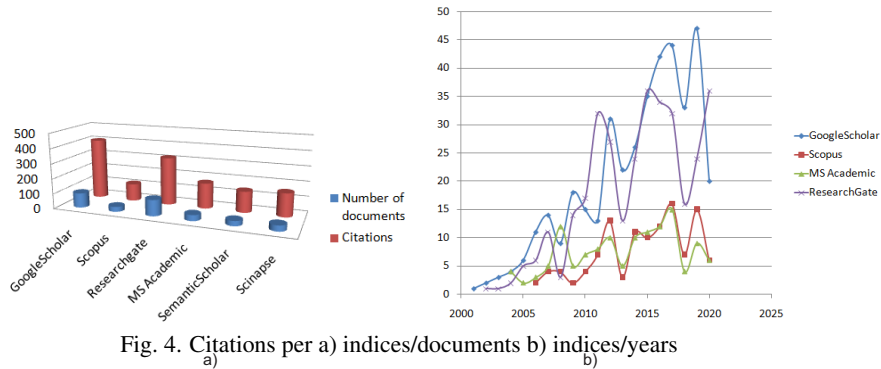 500
400
300
200
100
0
GoogleScholar
Scopus
Researchgate
MS Academic
SemanticScholar
Scinapse
Number of
documents
Citations
50
45
40
35
30
25
20
15
10
5
0
2000
2005
2010
2015
2020
2025
GoogleScholar
Scopus
MS Academic
ResearchGate
Fig. 4. Citations per a) indices/documents b) indices/years
a)
b)